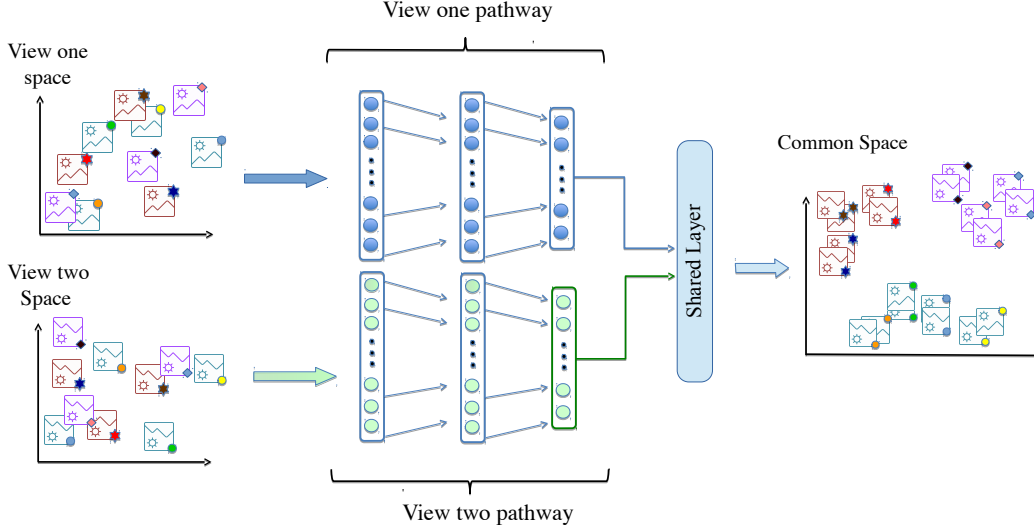 View one pathway
View one
space
Common Space
Shared Layer
View two
Space
View two pathway